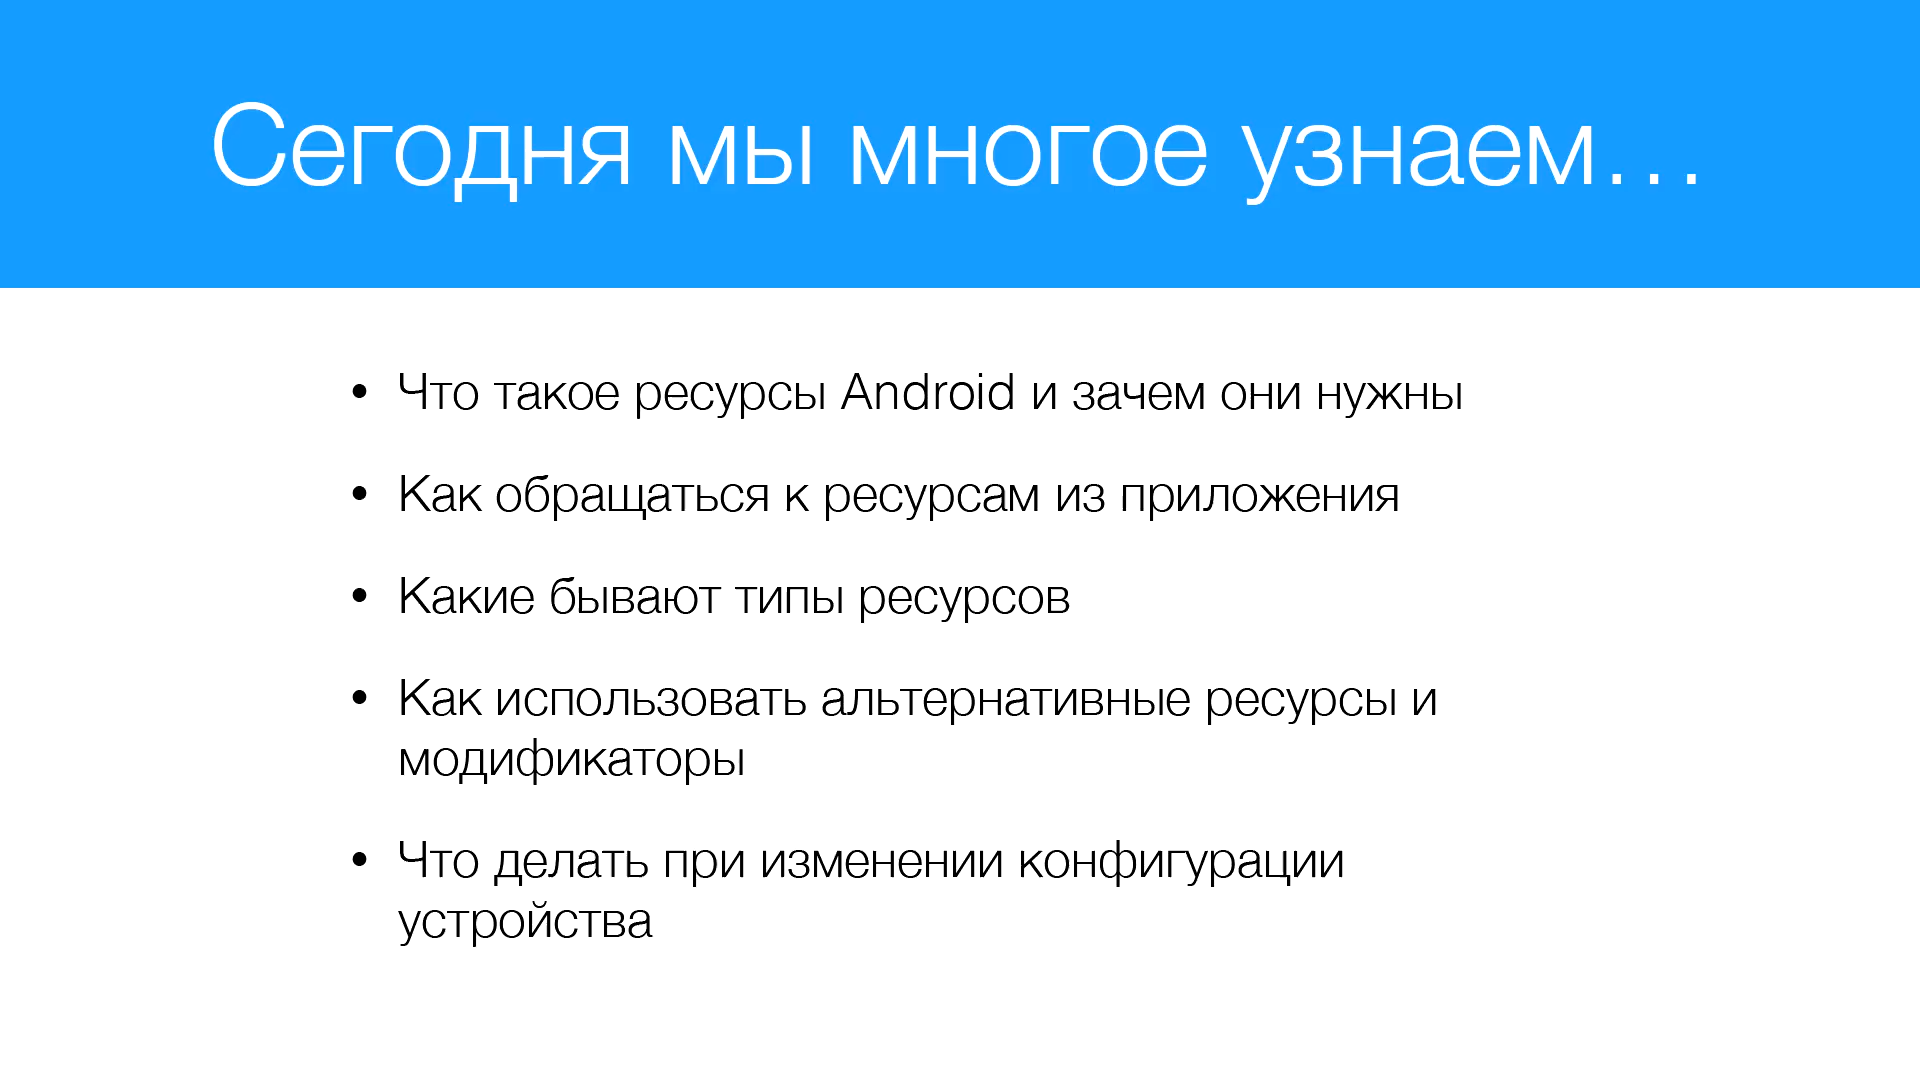 Сегодня мы многое узнаем…
• Что такое ресурсы Android и зачем они нужны
• Как обращаться к ресурсам из приложения
• Какие бывают типы ресурсов
• Как использовать альтернативные ресурсы и
модификаторы
• Что делать при изменении конфигурации
устройства